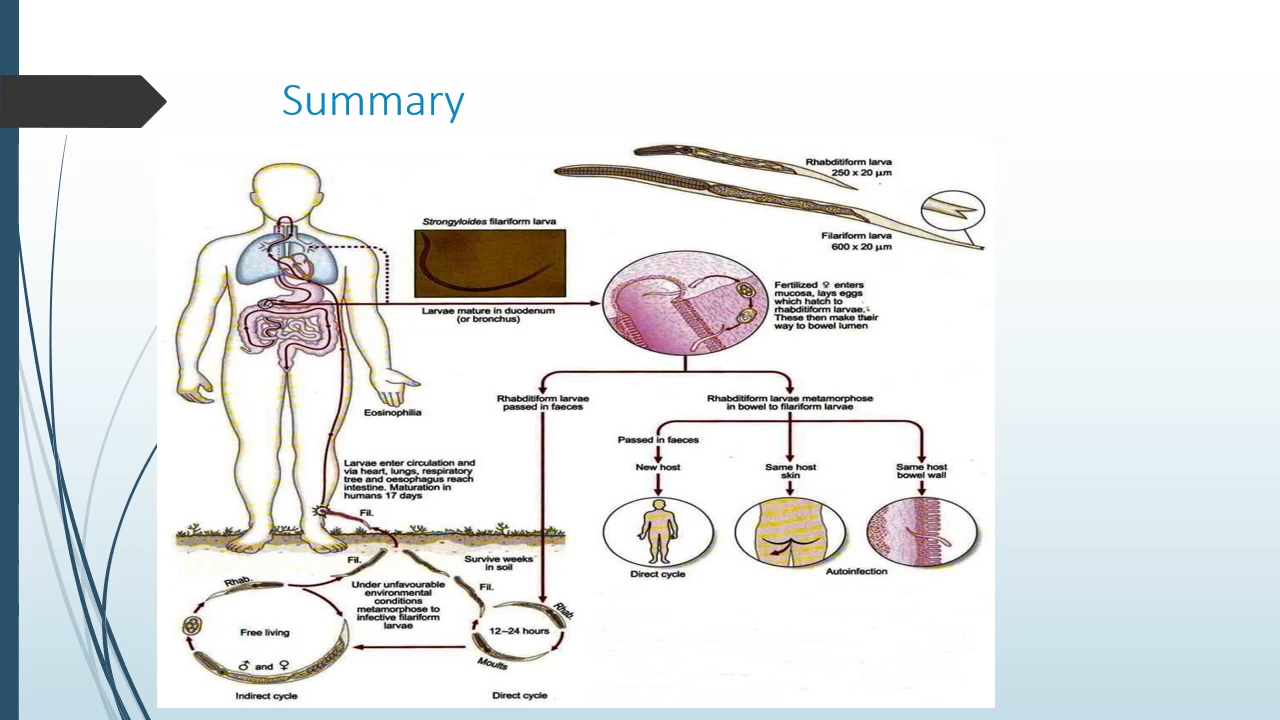 Summary
Rhabditiform larva
250 x 20 µm
Filariform larva
600 x 20 µm
Strongyloides filariform larva
Larvae mature in duodenum
(or bronchus)
Fertilized ♀ enters
mucosa, lays eggs
which hatch to
rhabditiform larvae.
These then make their
way to bowel lumen
Eosinophilia
Rhabditiform larvae
passed in faeces
Rhabditiform larvae metamorphose
in bowel to filariform larvae
Passed in faeces
New host
Same host
skin
Same host
bowel wall
Direct cycle
Autoinfection
Larvae enter circulation and
via heart, lungs, respiratory
tree and oesophagus reach
intestine. Maturation in
humans 17 days
Fil.
Fil.
Survive weeks
in soil
Fil.
Rhab.
Under unfavourable
environmental
conditions
metamorphose to
infective filariform
larvae
Rhab.
Free living
12–24 hours
♂ and ♀
Moults
Indirect cycle
Direct cycle